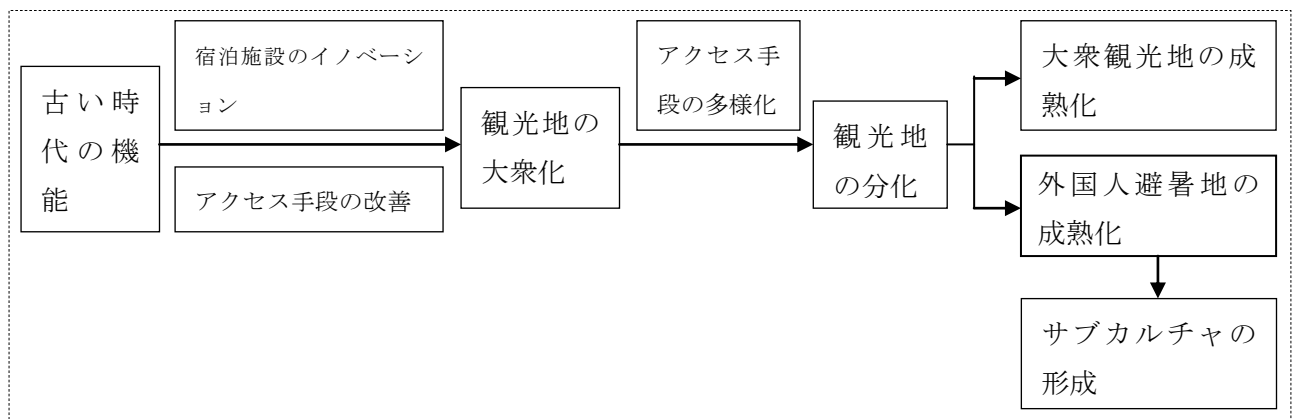 古い時
代の機
能
宿泊施設のイノベーシ
ョン
アクセス手段の改善
観光地の
大衆化
アクセス手
段の多様化
観光地
の分化
大衆観光地の成
熟化
外国人避暑地の
成熟化
サブカルチャの
形成